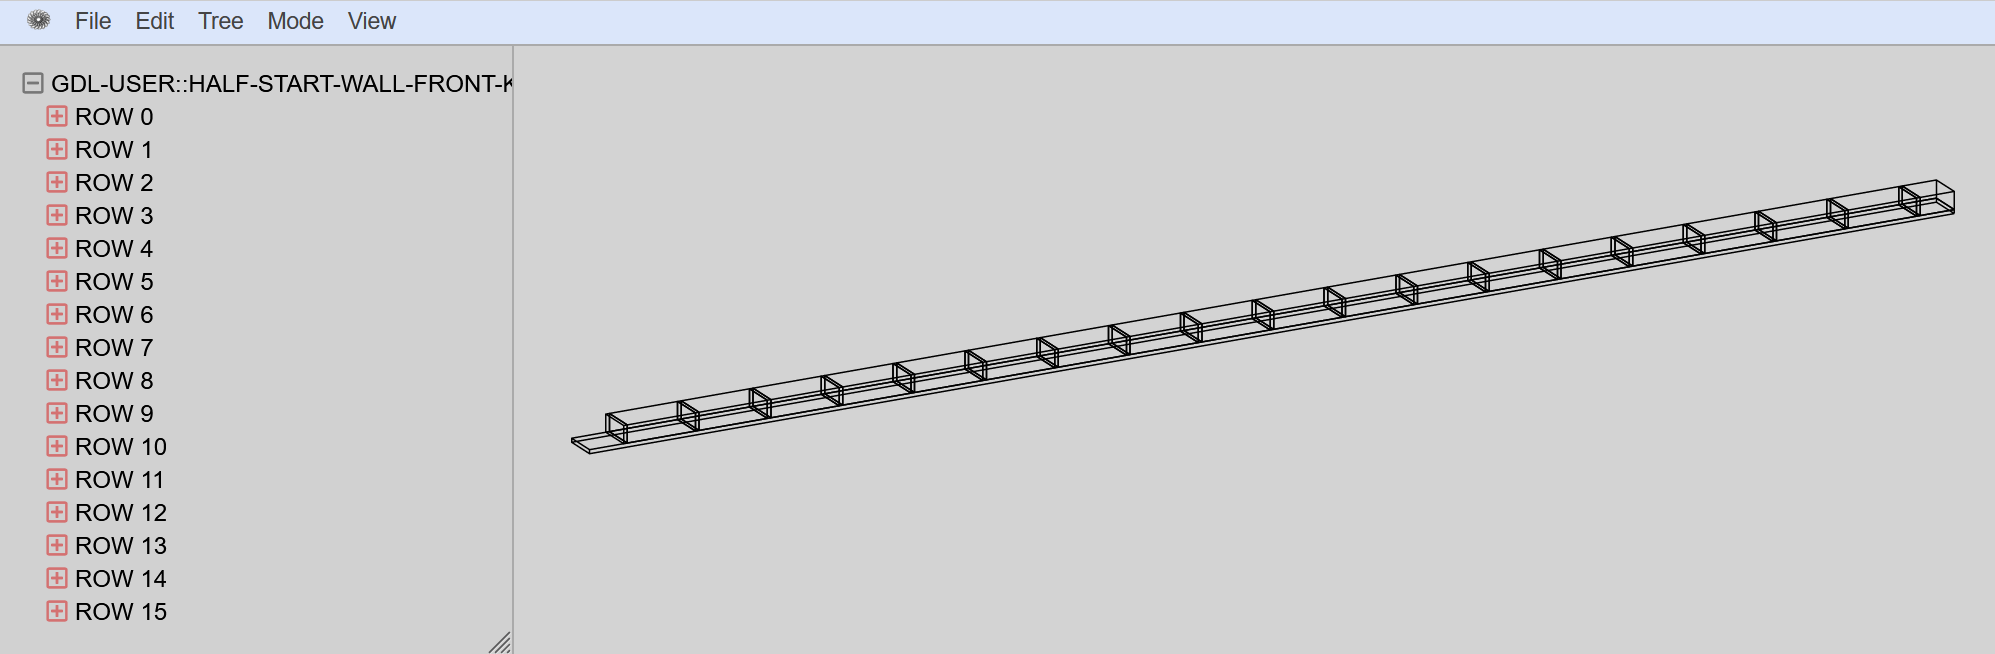 File Edit Tree Mode View
GDL-USER::HALF-START-WALL-FRONT-K
ROW 0
ROW 1
ROW 2
ROW 3
ROW 4
ROW 5
ROW 6
ROW 7
ROW 8
ROW 9
ROW 10
ROW 11
ROW 12
ROW 13
ROW 14
ROW 15